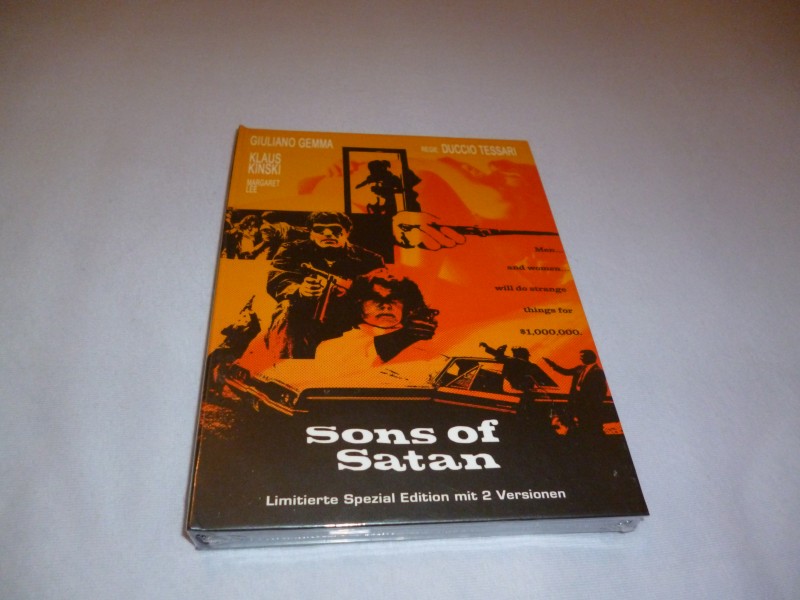 GIULIANO GEMMA
REGIE DUCCIO TESSARI
KLAUS
KINSKI
MARGARET
LEE
Men...
and women
will do strange
things for
$1,000,000.
Sons of
Satan
Limitierte Spezial Edition mit 2 Versionen